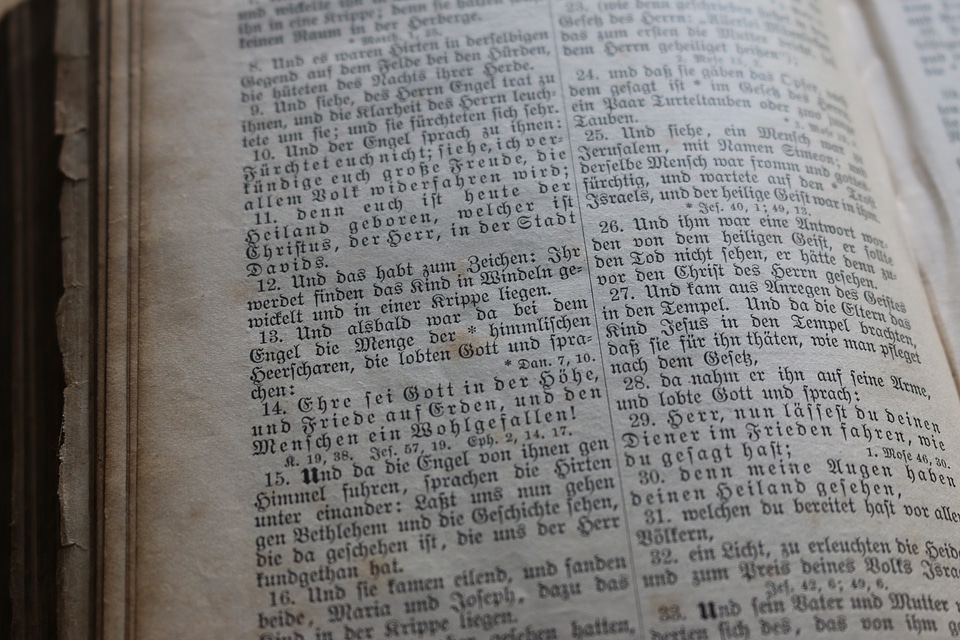 und wickelte ihn in
ihn in eine Krippe; denn sie hatten
keinen Raum in der Herberge.
* Matth. 1, 25.
8. Und es waren Hirten in derselbigen
Gegend auf dem Felde bei den Hürden,
die hüteten des Nachts ihrer Herde.
9. Und siehe, des Herrn Engel trat zu
ihnen, und die Klarheit des Herrn leuch-
tete um sie; und sie fürchteten sich sehr.
10. Und der Engel sprach zu ihnen:
Fürchtet euch nicht; siehe, ich ver-
kündige euch große Freude, die
allem Volk widerfahren wird;
11. denn euch ist heute der
Heiland geboren, welcher ist
Christus, der Herr, in der Stadt
Davids.
12. Und das habt zum Zeichen: Ihr
werdet finden das Kind in Windeln ge-
wickelt und in einer Krippe liegen.
13. Und alsbald war da bei dem
Engel die Menge der * himmlischen
Heerscharen, die lobten Gott und spra-
chen:
* Dan. 7, 10.
14. Ehre sei Gott in der Höhe,
und Friede auf Erden, und den
Menschen ein Wohlgefallen!
K. 19, 38. Jes. 57, 19. Eph. 2, 14. 17.
15. Und da die Engel von ihnen gen
Himmel fuhren, sprachen die Hirten
unter einander: Laßt uns nun gehen
gen Bethlehem und die Geschichte sehen,
die da geschehen ist, die uns der Herr
kundgethan hat.
16. Und sie kamen eilend, und fanden
beide, Maria und Joseph, dazu das
Kind in der Krippe liegen.
gesehen hatten,
23. (wie denn geschrieben
Gesetz des Herrn: „Allerlei
das zum ersten die Mutter
dem Herrn geheiliget heißen“);
24. und daß sie gäben das Opfer,
dem gesagt ist * im Gesetz des Herrn,
ein Paar Turteltauben oder zwo junge
Tauben.
25. Und siehe, ein Mensch war zu
Jerusalem, mit Namen Simeon; und
derselbe Mensch war fromm und gottes-
fürchtig, und wartete auf den * Trost
Israels, und der heilige Geist war in ihm.
* Jes. 40, 1; 49, 13.
26. Und ihm war eine Antwort wor-
den von dem heiligen Geist, er sollte
den Tod nicht sehen, er hätte denn zu-
vor den Christ des Herrn gesehen.
27. Und kam aus Anregen des Geistes
in den Tempel. Und da die Eltern das
Kind Jesus in den Tempel brachten,
daß sie für ihn thäten, wie man pfleget
nach dem Gesetz,
28. da nahm er ihn auf seine Arme,
und lobte Gott und sprach:
29. Herr, nun lässest du deinen
Diener im Frieden fahren, wie
du gesagt hast;
1. Mose 46, 30.
30. denn meine Augen haben
deinen Heiland gesehen,
31. welchen du bereitet hast vor allen
Völkern,
32. ein Licht, zu erleuchten die Heid
und zum Preis deines Volks Isra
Jes. 42, 6; 49, 6.
33. Und sein Vater und Mutter
derten sich des, das von ihm